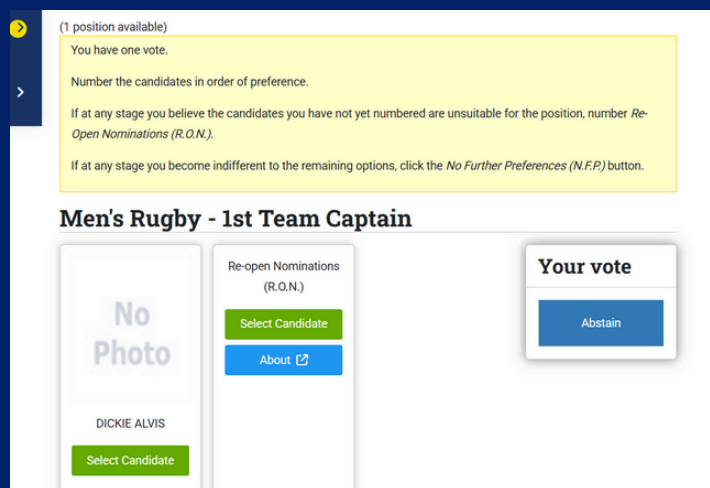 (1 position available)
You have one vote.
Number the candidates in order of preference.
If at any stage you believe the candidates you have not yet numbered are unsuitable for the position, number Re-
Open Nominations (R.O.N.).
If at any stage you become indifferent to the remaining options, click the No Further Preferences (N.F.P.) button.
Men's Rugby - 1st Team Captain
No
Photo
DICKIE ALVIS
Select Candidate
Re-open Nominations
(R.O.N.)
Select Candidate
About
Your vote
Abstain